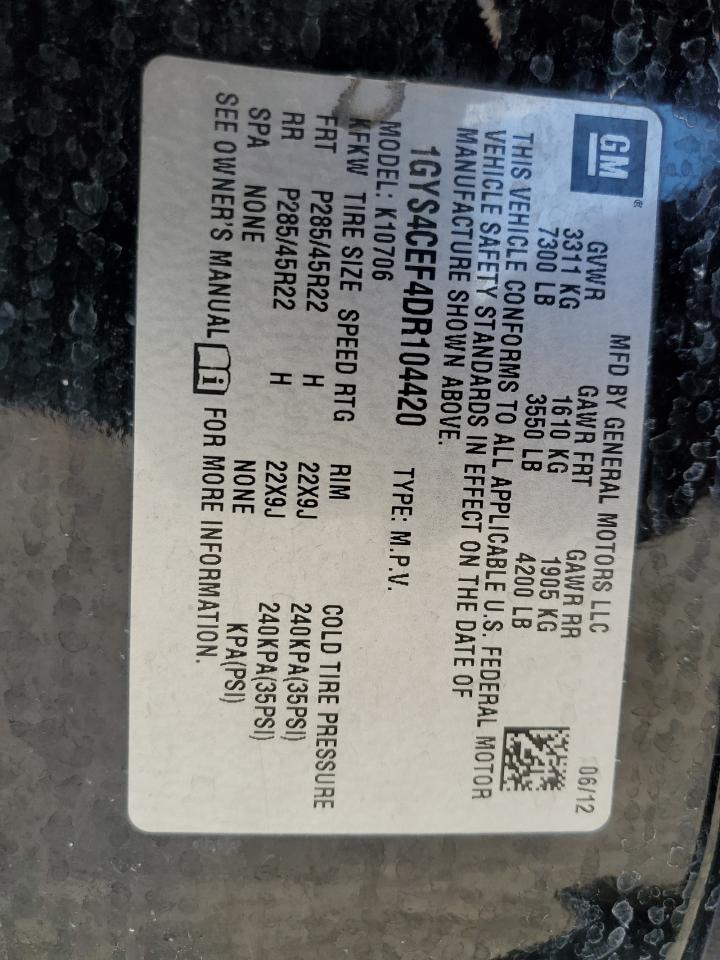 GM®
MFD BY GENERAL MOTORS LLC 06/12
GVWR GAWR FRT GAWR RR
3311 KG 1610 KG 1905 KG
7300 LB 3550 LB 4200 LB
THIS VEHICLE CONFORMS TO ALL APPLICABLE U.S. FEDERAL MOTOR
VEHICLE SAFETY STANDARDS IN EFFECT ON THE DATE OF
MANUFACTURE SHOWN ABOVE.
1GYS4CEF4DR104420 TYPE: M.P.V.
MODEL: K10706
KFKW TIRE SIZE SPEED RTG RIM COLD TIRE PRESSURE
FRT P285/45R22 H 22X9J 240KPA(35PSI)
RR P285/45R22 H 22X9J 240KPA(35PSI)
SPA NONE NONE KPA(PSI)
SEE OWNER'S MANUAL i FOR MORE INFORMATION.